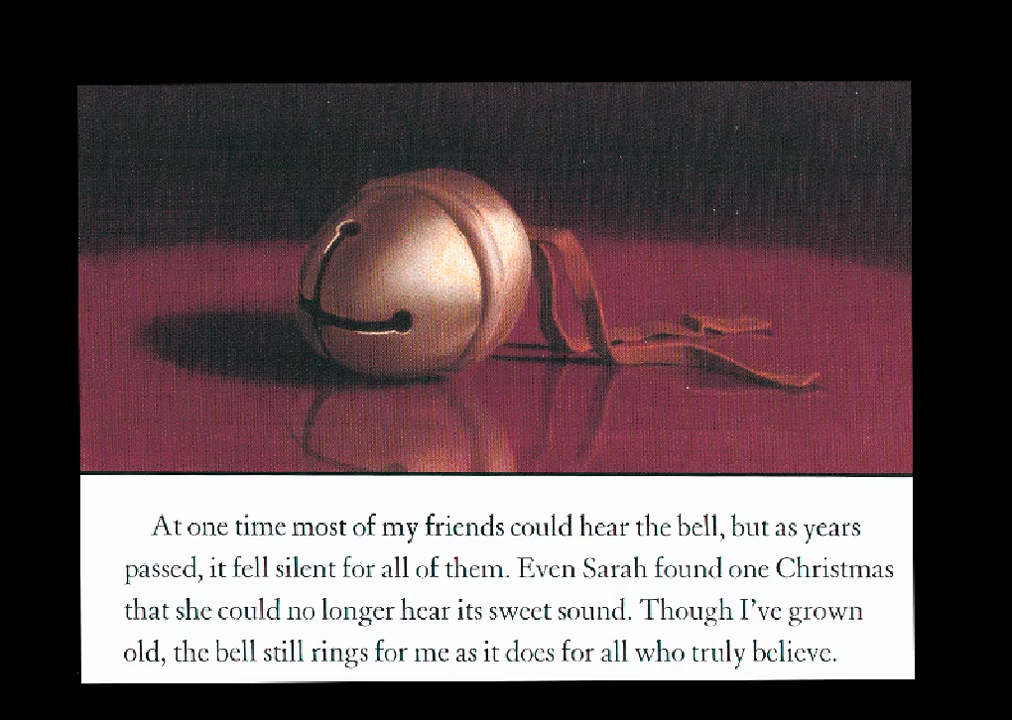 At one time most of my friends could hear the bell, but as years
passed, it fell silent for all of them. Even Sarah found one Christmas
that she could no longer hear its sweet sound. Though I've grown
old, the bell still rings for me as it does for all who truly believe.